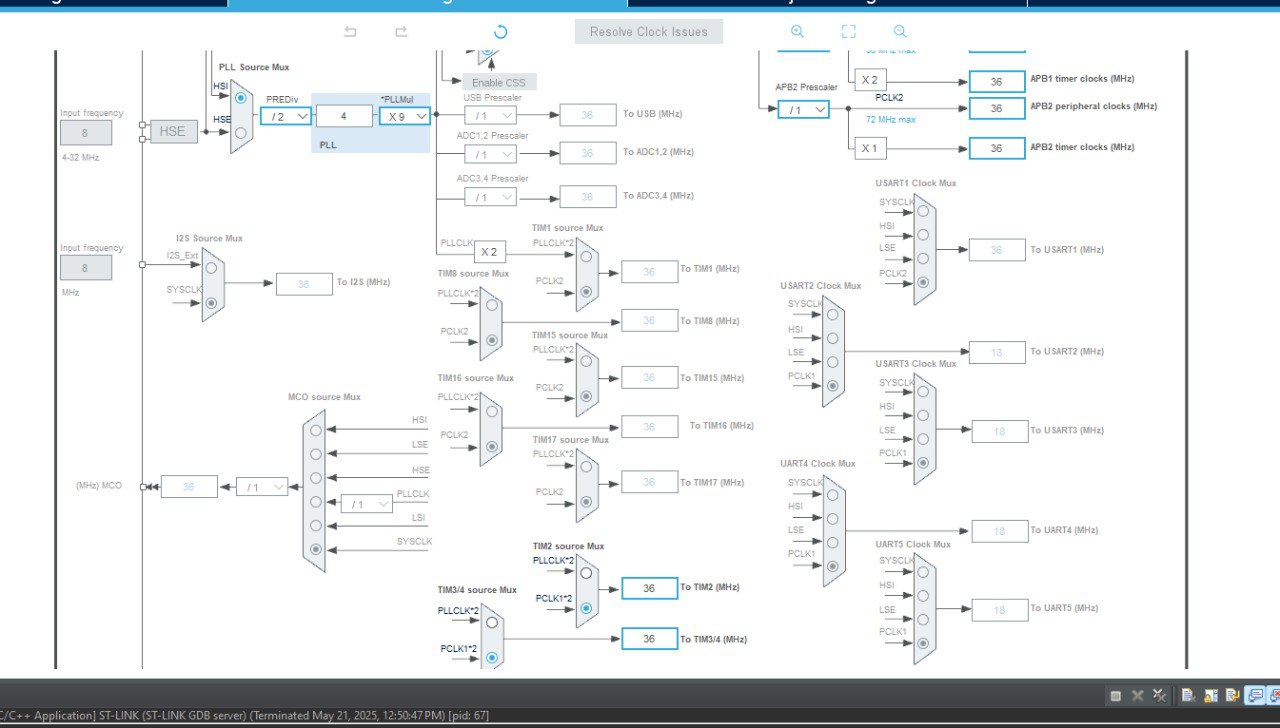 Resolve Clock Issues
PLL Source Mux
HSI
HSE
PREDiv
/ 2
4
*PLLMul
X 9
PLL
Input frequency
8
4-32 MHz
HSE
Enable CSS
USB Prescaler
/ 1
36
To USB (MHz)
ADC1,2 Prescaler
/ 1
36
To ADC1,2 (MHz)
ADC3,4 Prescaler
/ 1
36
To ADC3,4 (MHz)
APB2 Prescaler
/ 1
X 2
36
APB1 timer clocks (MHz)
PCLK2
36
APB2 peripheral clocks (MHz)
72 MHz max
X 1
36
APB2 timer clocks (MHz)
Input frequency
8
MHz
I2S Source Mux
I2S_Ext
SYSCLK
36
To I2S (MHz)
PLLCLK
X 2
TIM1 source Mux
PLLCLK*2
PCLK2
36
To TIM1 (MHz)
TIM8 source Mux
PLLCLK*2
PCLK2
36
To TIM8 (MHz)
TIM15 source Mux
PLLCLK*2
PCLK2
36
To TIM15 (MHz)
TIM16 source Mux
PLLCLK*2
PCLK2
36
To TIM16 (MHz)
TIM17 source Mux
PLLCLK*2
PCLK2
36
To TIM17 (MHz)
TIM2 source Mux
PLLCLK*2
PCLK1*2
36
To TIM2 (MHz)
TIM3/4 source Mux
PLLCLK*2
PCLK1*2
36
To TIM3/4 (MHz)
MCO source Mux
HSI
LSE
HSE
PLLCLK
/ 1
LSI
SYSCLK
(MHz) MCO
36
/ 1
USART1 Clock Mux
SYSCLK
HSI
LSE
PCLK2
36
To USART1 (MHz)
USART2 Clock Mux
SYSCLK
HSI
LSE
PCLK1
18
To USART2 (MHz)
USART3 Clock Mux
SYSCLK
HSI
LSE
PCLK1
18
To USART3 (MHz)
UART4 Clock Mux
SYSCLK
HSI
LSE
PCLK1
18
To UART4 (MHz)
UART5 Clock Mux
SYSCLK
HSI
LSE
PCLK1
18
To UART5 (MHz)
C/C++ Application] ST-LINK (ST-LINK GDB server) (Terminated May 21, 2025, 12:50:47 PM) [pid: 67]